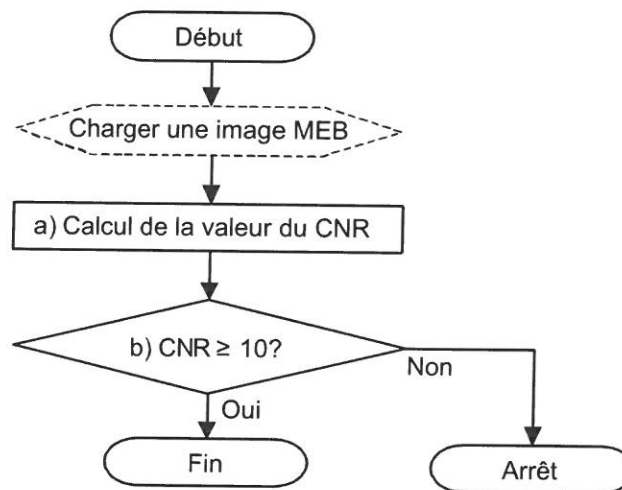 Début
Charger une image MEB
a) Calcul de la valeur du CNR
b) CNR ≥ 10?
Non
Oui
Fin
Arrêt